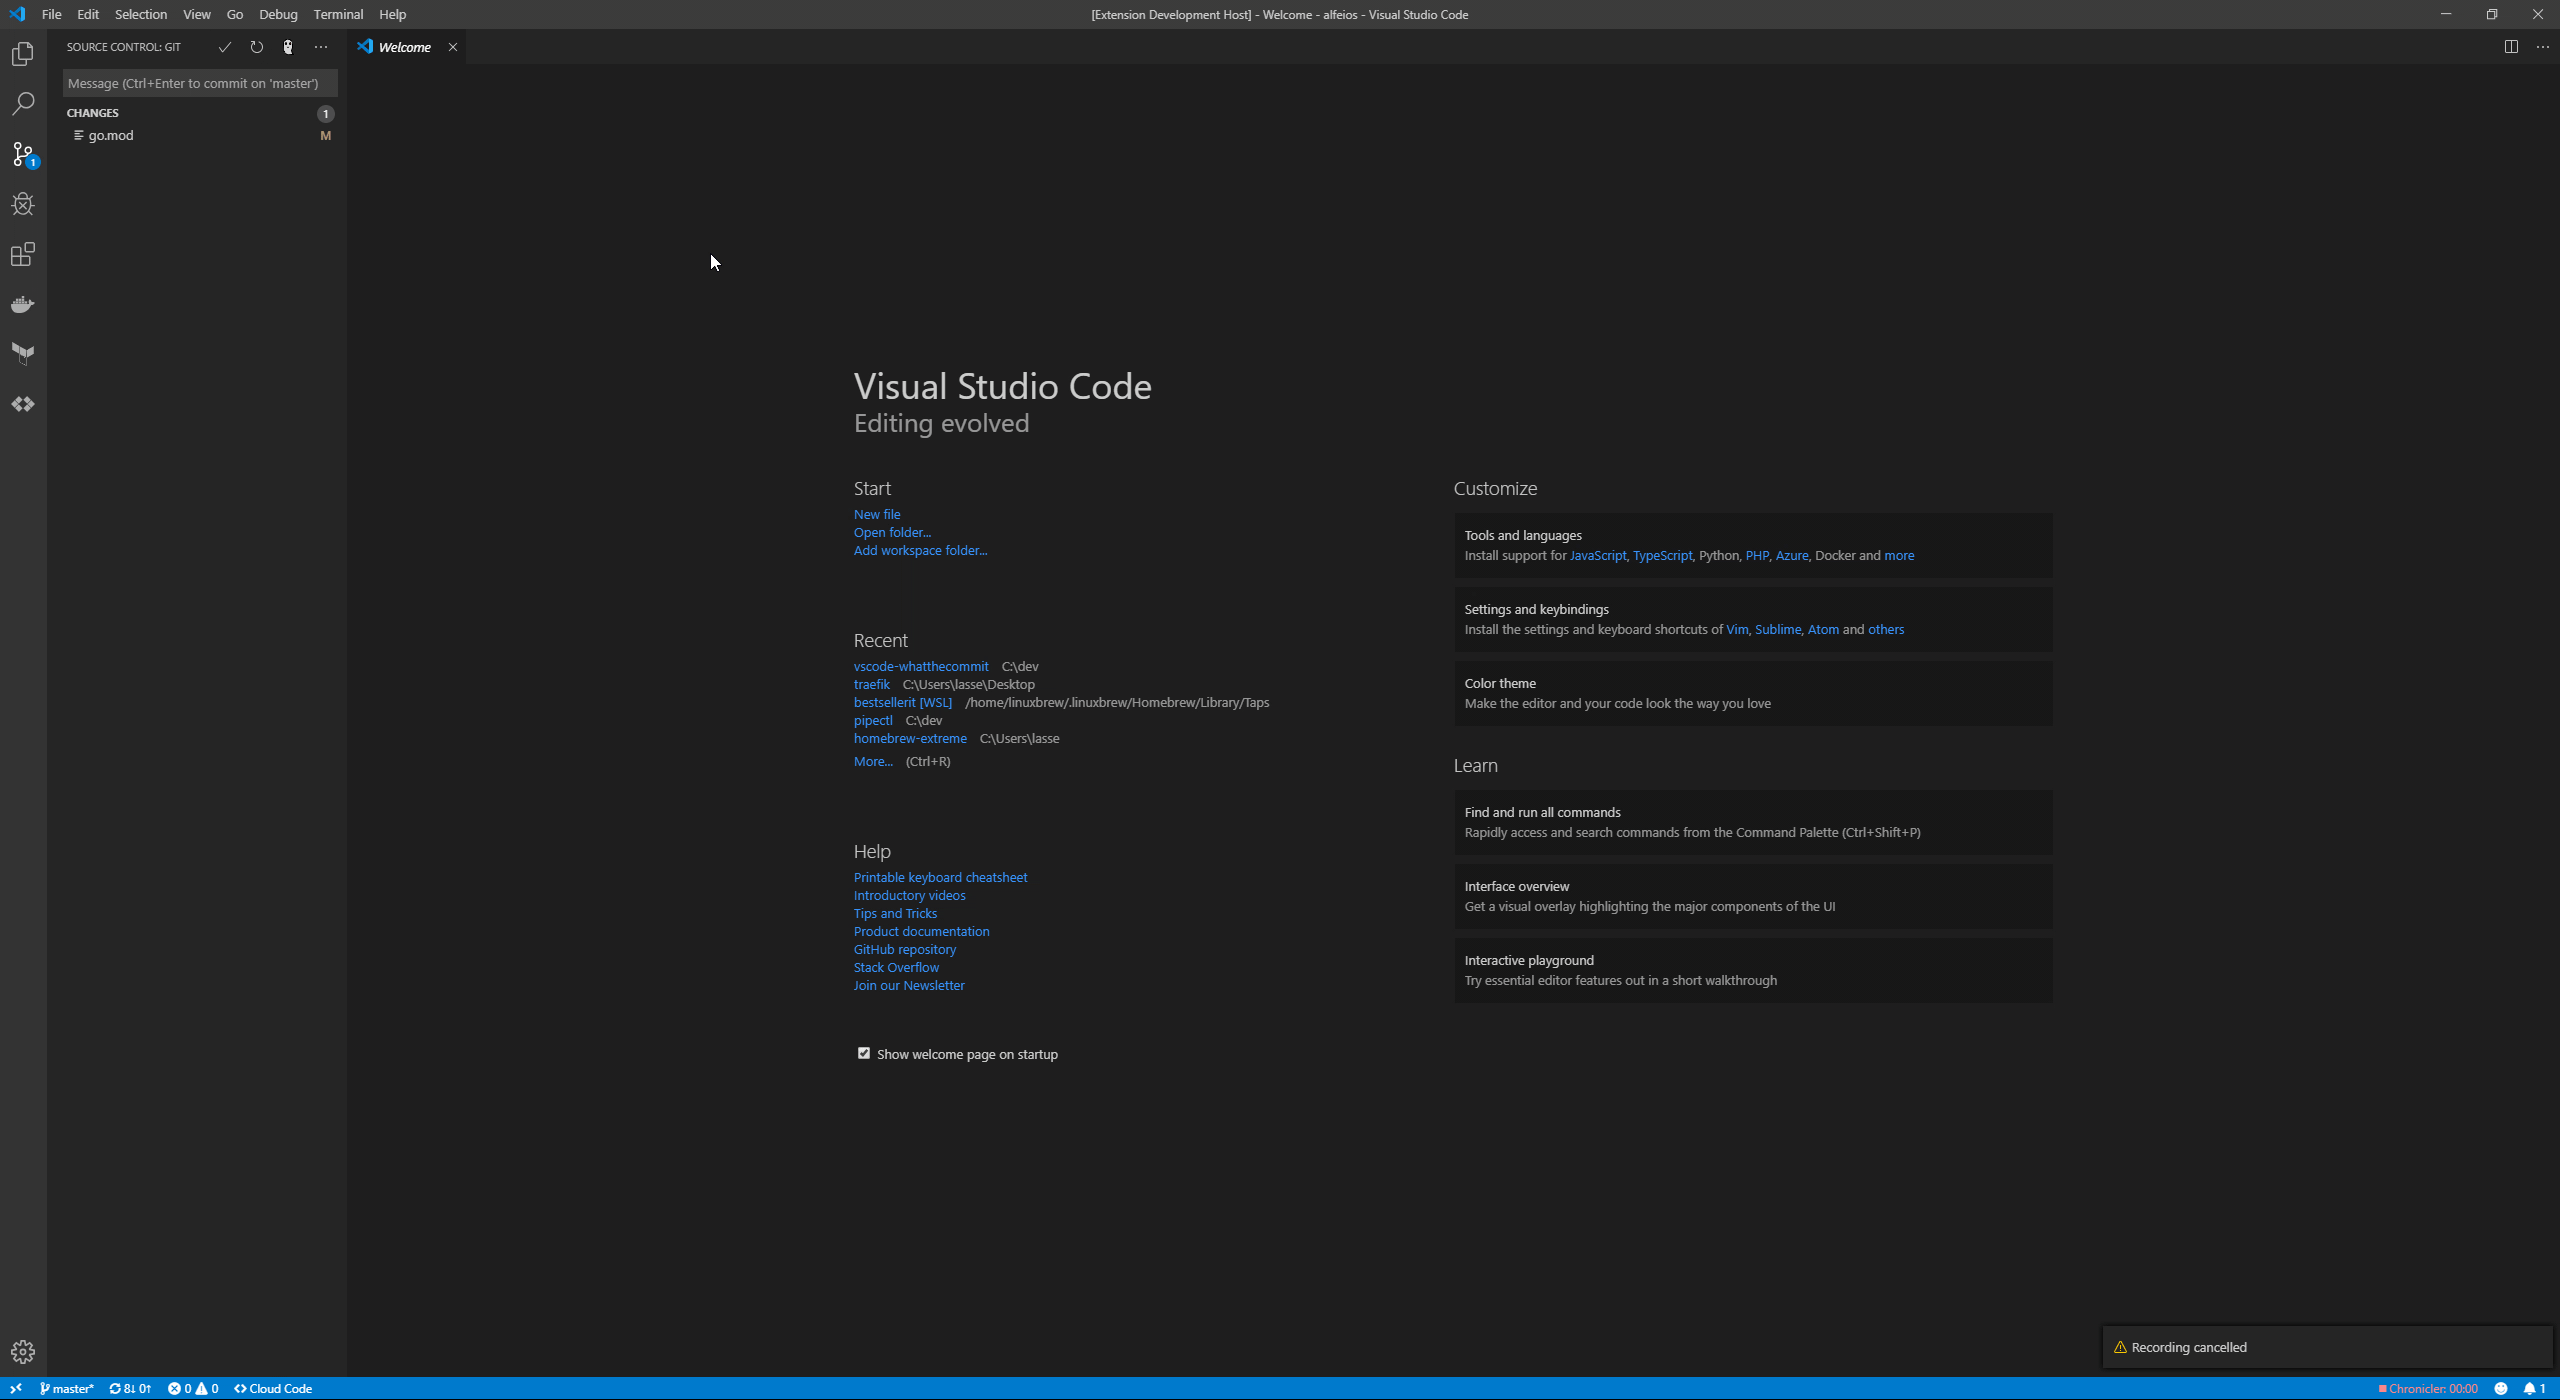 File Edit Selection View Go Debug Terminal Help
[Extension Development Host] - Welcome - alfeios - Visual Studio Code
SOURCE CONTROL: GIT
Welcome
Message (Ctrl+Enter to commit on 'master')
CHANGES 1
go.mod M
1
Visual Studio Code
Editing evolved
Start
New file
Open folder...
Add workspace folder...
Recent
vscode-whatthecommit C:\dev
traefik C:\Users\lasse\Desktop
bestsellerit [WSL] /home/linuxbrew/.linuxbrew/Homebrew/Library/Taps
pipectl C:\dev
homebrew-extreme C:\Users\lasse
More... (Ctrl+R)
Help
Printable keyboard cheatsheet
Introductory videos
Tips and Tricks
Product documentation
GitHub repository
Stack Overflow
Join our Newsletter
Show welcome page on startup
Customize
Tools and languages
Install support for JavaScript, TypeScript, Python, PHP, Azure, Docker and more
Settings and keybindings
Install the settings and keyboard shortcuts of Vim, Sublime, Atom and others
Color theme
Make the editor and your code look the way you love
Learn
Find and run all commands
Rapidly access and search commands from the Command Palette (Ctrl+Shift+P)
Interface overview
Get a visual overlay highlighting the major components of the UI
Interactive playground
Try essential editor features out in a short walkthrough
Recording cancelled
master* 8↓ 0↑ 0 0 Cloud Code
Chronicler: 00:00 1